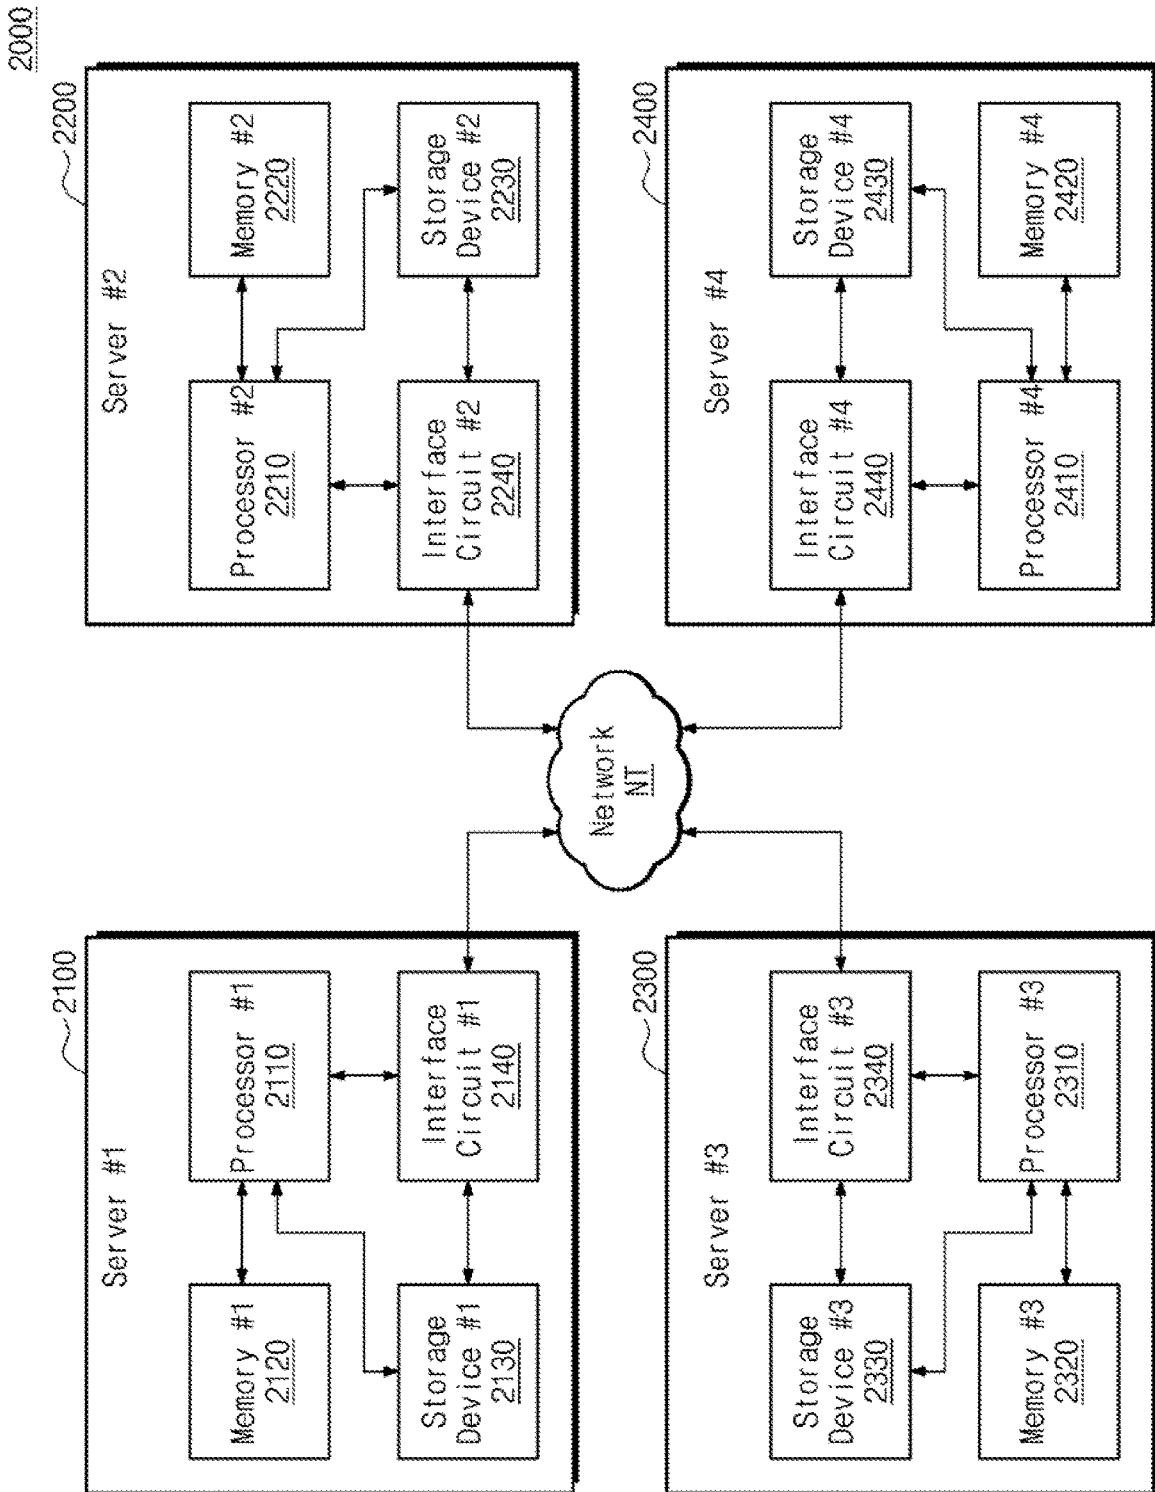 2000
2100
Server #1
Memory #1
2120
Processor #1
2110
Storage
Device #1
2130
Interface
Circuit #1
2140
2200
Server #2
Processor #2
2210
Memory #2
2220
Interface
Circuit #2
2240
Storage
Device #2
2230
Network
NT
2300
Server #3
Storage
Device #3
2330
Interface
Circuit #3
2340
Memory #3
2320
Processor #3
2310
2400
Server #4
Interface
Circuit #4
2440
Storage
Device #4
2430
Processor #4
2410
Memory #4
2420